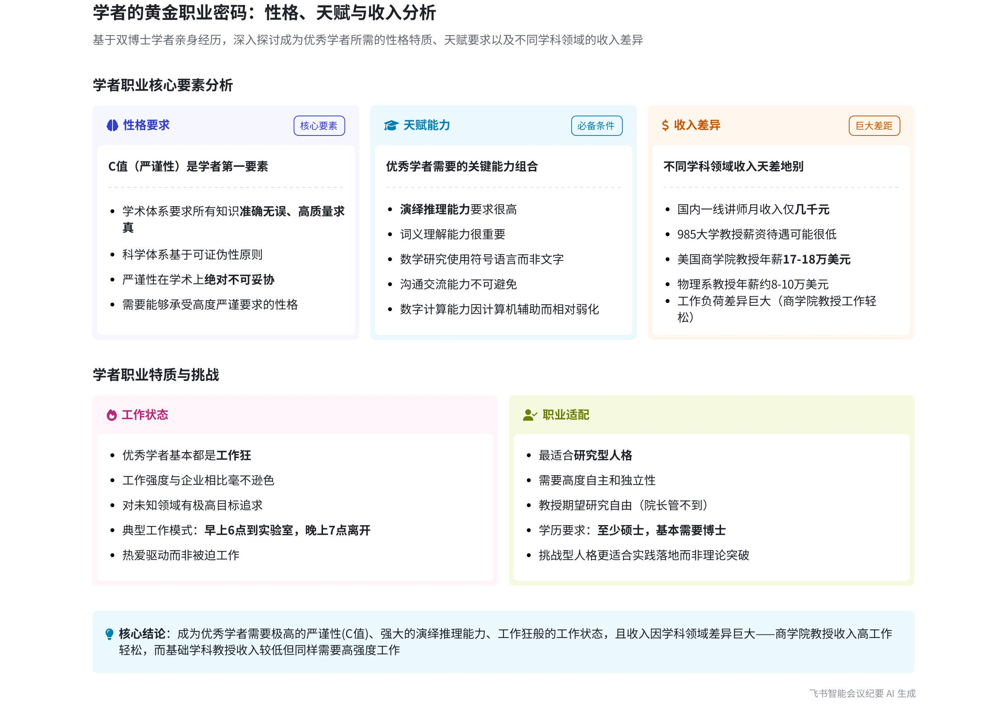 学者的黄金职业密码：性格、天赋与收入分析
基于双博士学者亲身经历，深入探讨成为优秀学者所需的性格特质、天赋要求以及不同学科领域的收入差异
学者职业核心要素分析
性格要求
核心要素
C值（严谨性）是学者第一要素
• 学术体系要求所有知识准确无误、高质量求
真
• 科学体系基于可证伪性原则
• 严谨性在学术上绝对不可妥协
• 需要能够承受高度严谨要求的性格
天赋能力
必备条件
优秀学者需要的关键能力组合
• 演绎推理能力要求很高
• 词义理解能力很重要
• 数学研究使用符号语言而非文字
• 沟通交流能力不可避免
• 数字计算能力因计算机辅助而相对弱化
收入差异
巨大差距
不同学科领域收入天差地别
• 国内一线讲师月收入仅几千元
• 985大学教授薪资待遇可能很低
• 美国商学院教授年薪17-18万美元
• 物理系教授年薪约8-10万美元
• 工作负荷差异巨大（商学院教授工作轻
松）
学者职业特质与挑战
工作状态
• 优秀学者基本都是工作狂
• 工作强度与企业相比毫不逊色
• 对未知领域有极高目标追求
• 典型工作模式：早上6点到实验室，晚上7点离开
• 热爱驱动而非被迫工作
职业适配
• 最适合研究型人格
• 需要高度自主和独立性
• 教授期望研究自由（院长管不到）
• 学历要求：至少硕士，基本需要博士
• 挑战型人格更适合实践落地而非理论突破
核心结论：成为优秀学者需要极高的严谨性(C值)、强大的演绎推理能力、工作狂般的工作状态，且收入因学科领域差异巨大——商学院教授收入高工作
轻松，而基础学科教授收入较低但同样需要高强度工作
飞书智能会议纪要 AI 生成